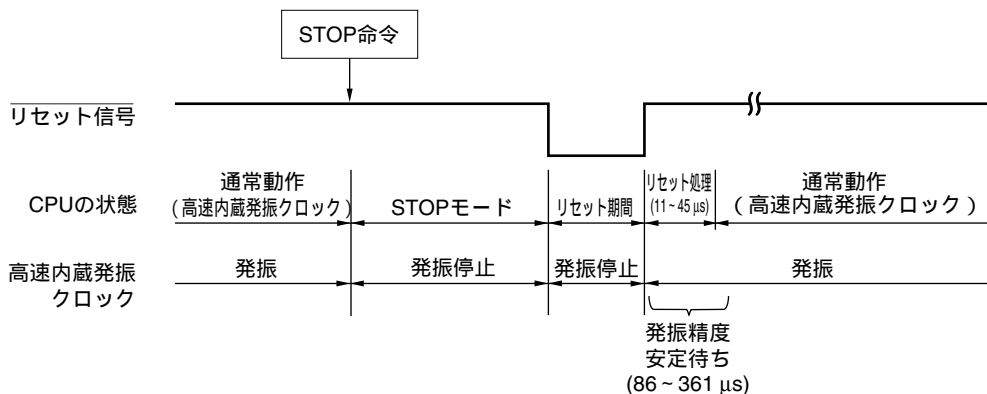 STOP命令
リセット信号
CPUの状態
通常動作
(高速内蔵発振クロック)
STOPモード
リセット期間
リセット処理
(11~45 μs)
通常動作
(高速内蔵発振クロック)
高速内蔵発振
クロック
発振
発振停止
発振停止
発振
発振精度
安定待ち
(86~361 μs)